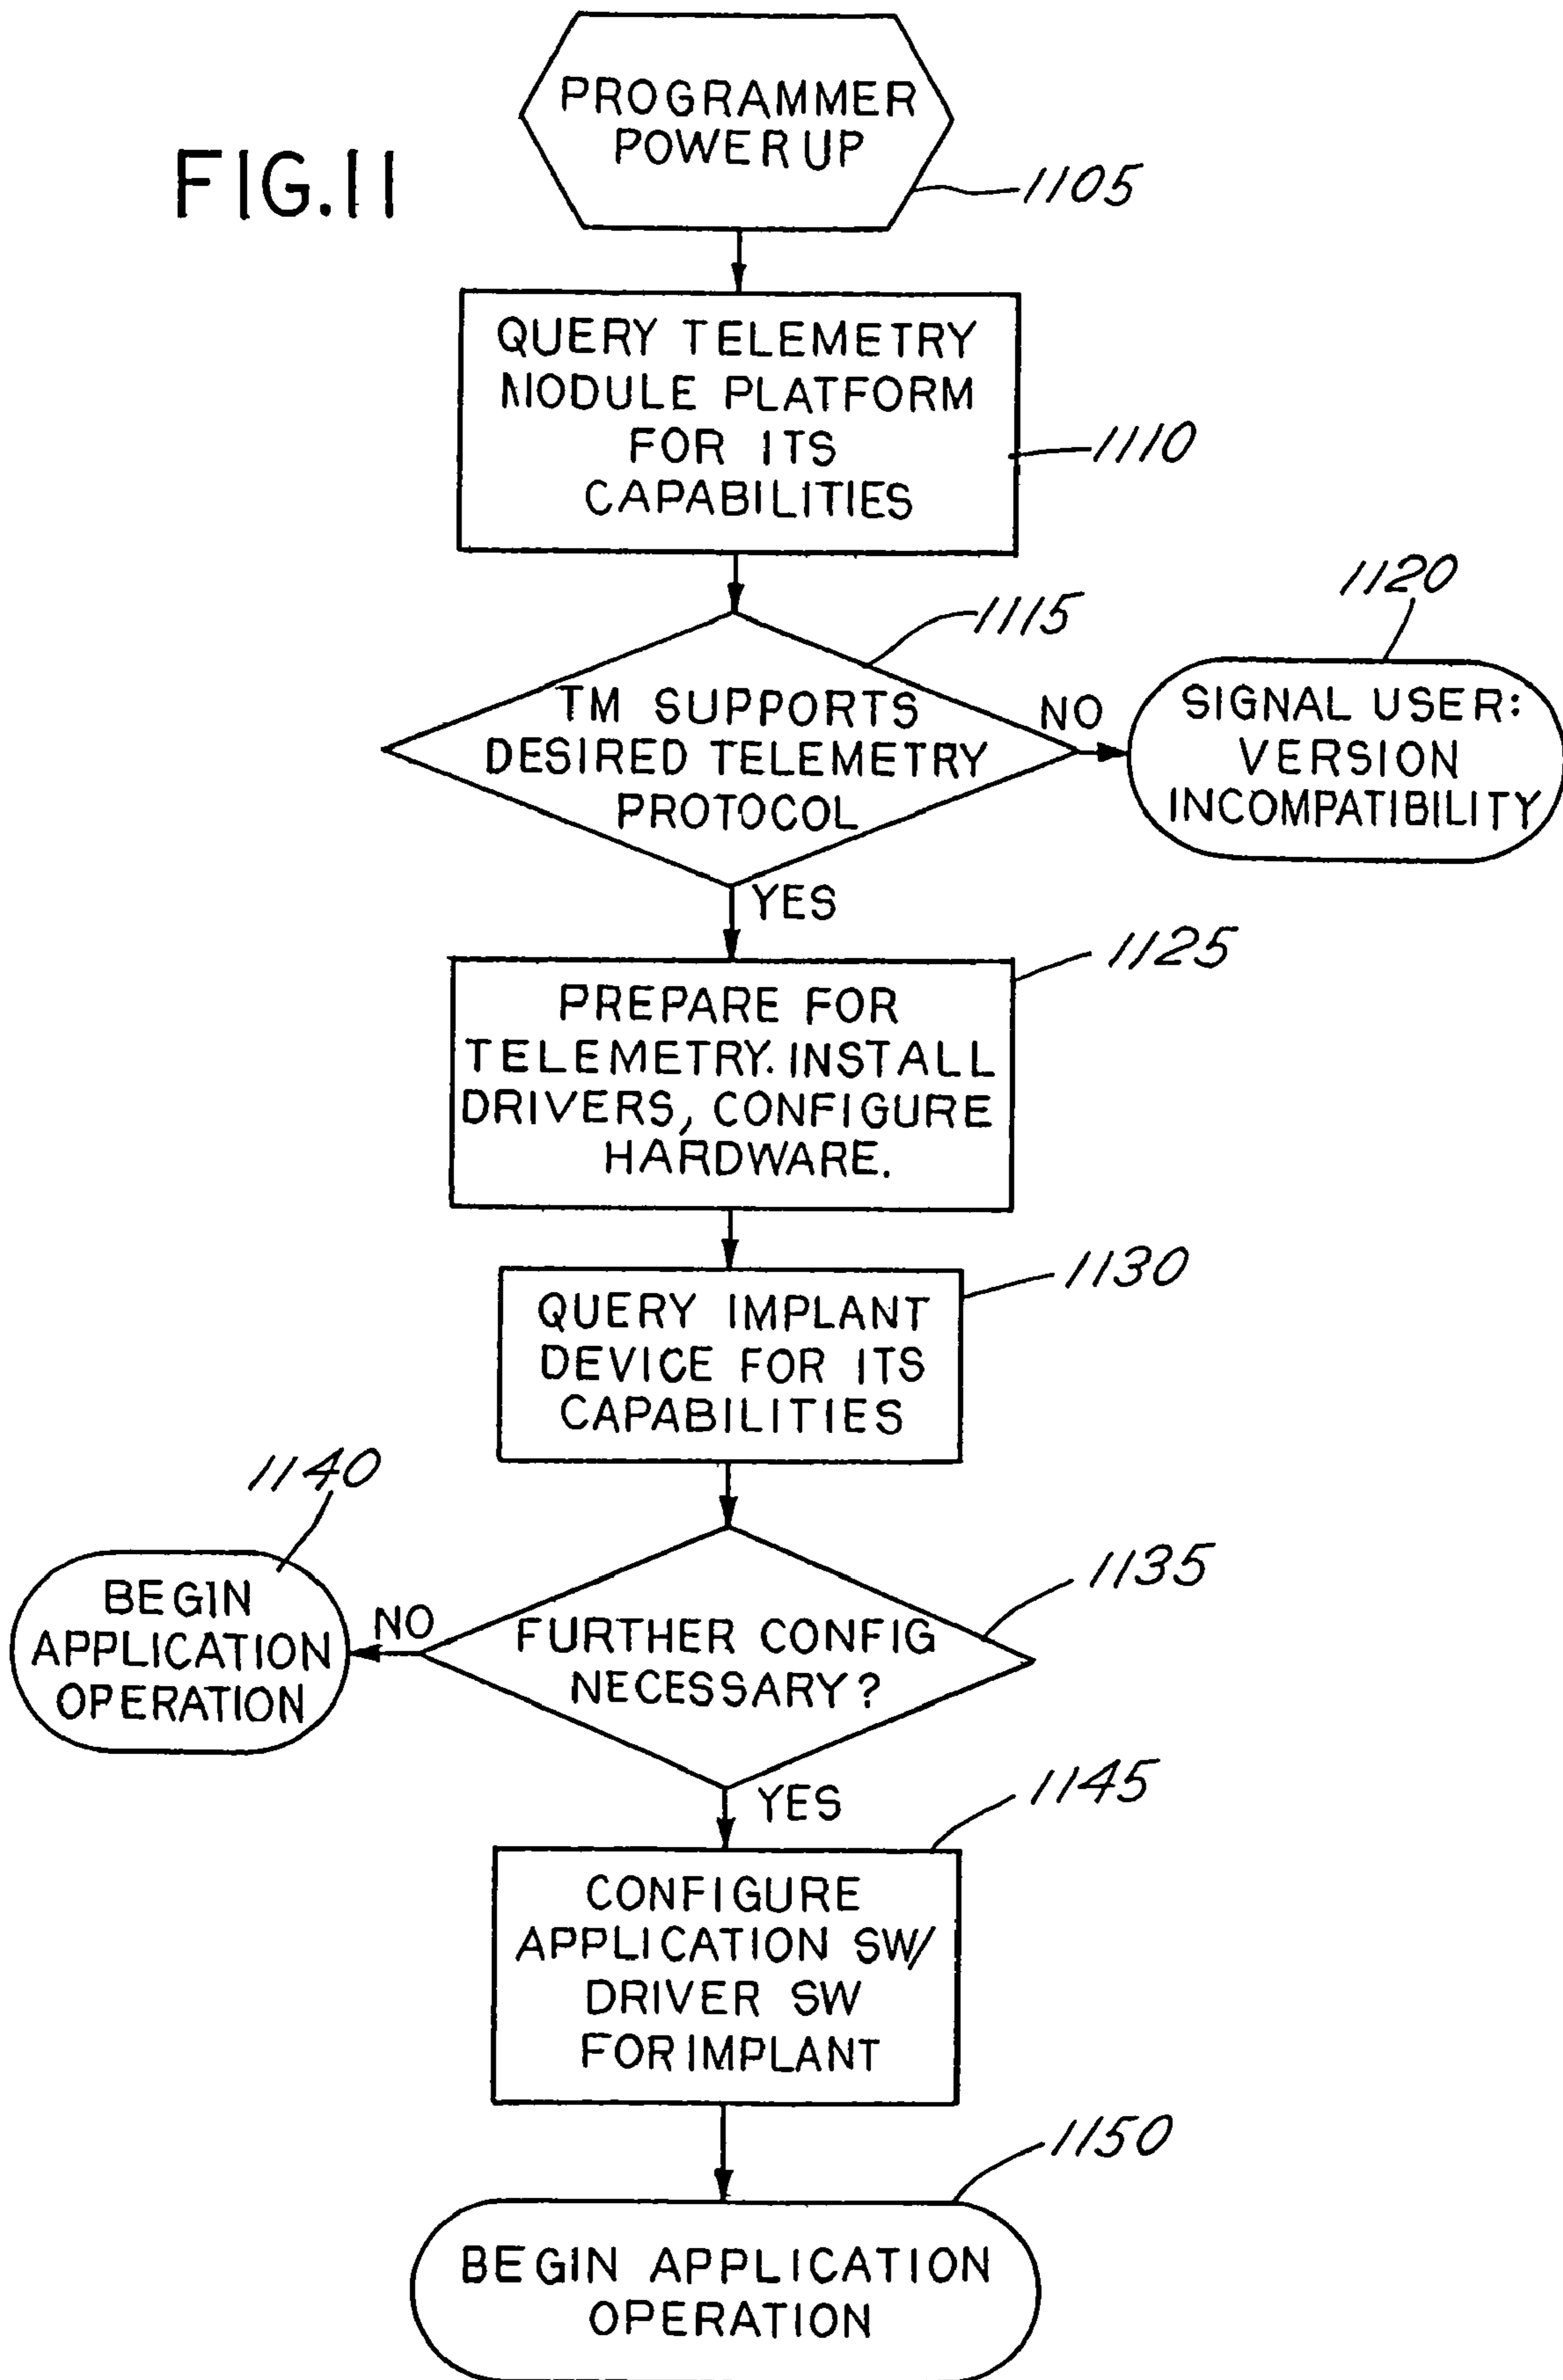 FIG.11
PROGRAMMER
POWER UP
1105
QUERY TELEMETRY
MODULE PLATFORM
FOR ITS
CAPABILITIES
1110
TM SUPPORTS
DESIRED TELEMETRY
PROTOCOL
1115
NO
1120
SIGNAL USER:
VERSION
INCOMPATIBILITY
YES
1125
PREPARE FOR
TELEMETRY. INSTALL
DRIVERS, CONFIGURE
HARDWARE.
1130
QUERY IMPLANT
DEVICE FOR ITS
CAPABILITIES
1135
FURTHER CONFIG
NECESSARY?
NO
1140
BEGIN
APPLICATION
OPERATION
YES
1145
CONFIGURE
APPLICATION SW/
DRIVER SW
FOR IMPLANT
1150
BEGIN APPLICATION
OPERATION